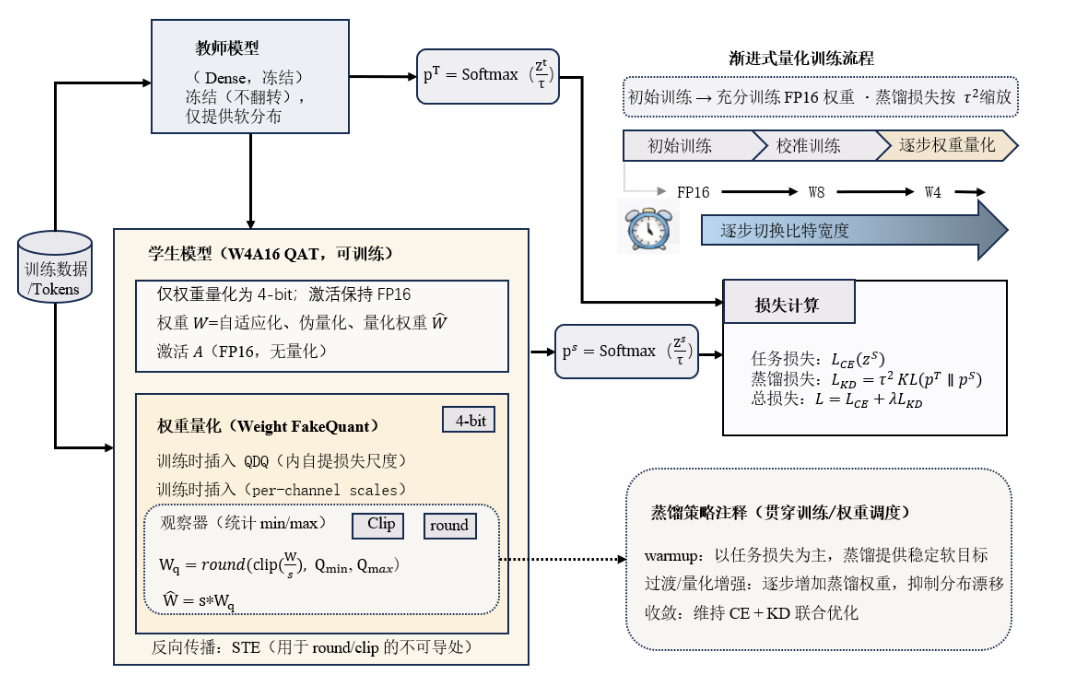 教师模型
（ Dense，冻结）
冻结（不翻转），
仅提供软分布
pᵀ = Softmax （zᵗ/τ）
渐进式量化训练流程
初始训练 → 充分训练 FP16 权重 · 蒸馏损失按 τ²缩放
初始训练 校准训练 逐步权重量化
FP16 W8 W4
逐步切换比特宽度
训练数据
/Tokens
学生模型（W4A16 QAT，可训练）
仅权重量化为 4-bit；激活保持 FP16
权重 W=自适应化、伪量化、量化权重 Ŵ
激活 A（FP16，无量化）
pˢ = Softmax （zˢ/τ）
损失计算
任务损失：L_CE(z^S)
蒸馏损失：L_KD = τ² KL(p^T ∥ p^S)
总损失：L = L_CE + λL_KD
权重量化（Weight FakeQuant）
4-bit
训练时插入 QDQ（内自提损失尺度）
训练时插入（per-channel scales）
观察器（统计 min/max）
Clip
round
W_q = round(clip(W/s), Q_min, Q_max)
Ŵ = s*W_q
反向传播：STE（用于 round/clip 的不可导处）
蒸馏策略注释（贯穿训练/权重调度）
warmup：以任务损失为主，蒸馏提供稳定软目标
过渡/量化增强：逐步增加蒸馏权重，抑制分布漂移
收敛：维持 CE + KD 联合优化